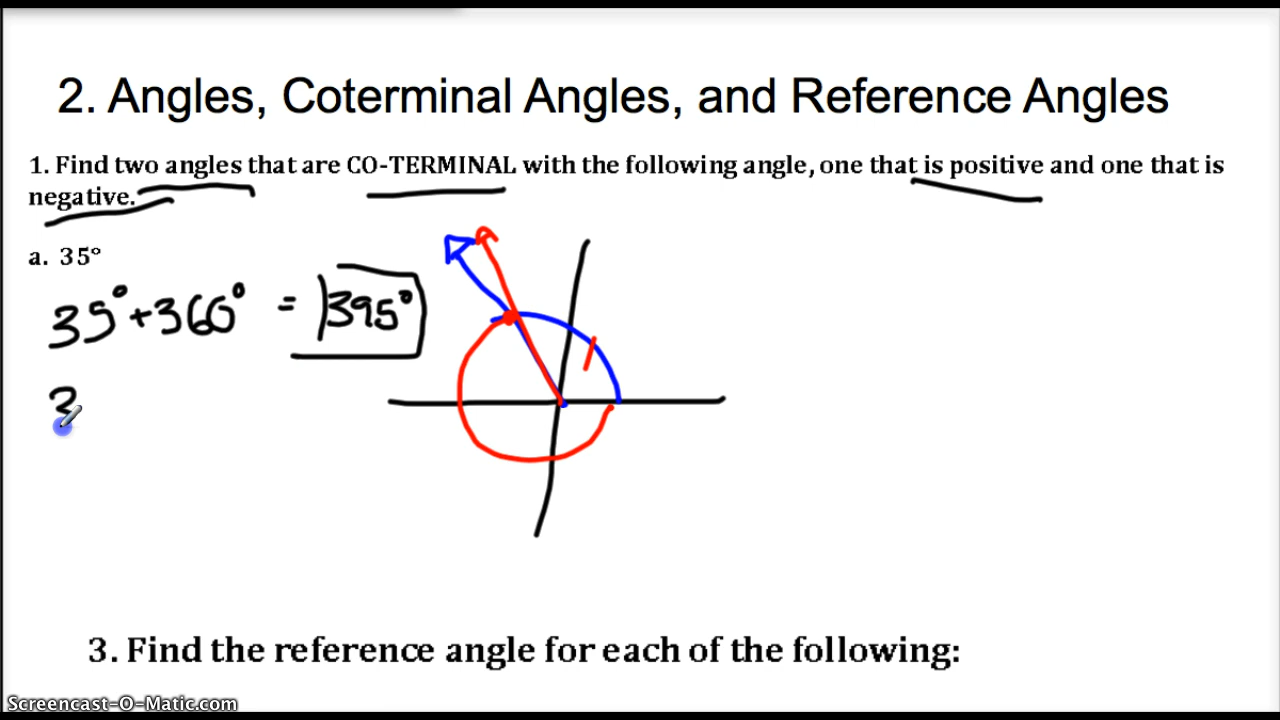 2. Angles, Coterminal Angles, and Reference Angles
1. Find two angles that are CO-TERMINAL with the following angle, one that is positive and one that is
negative.
a. 35°
35° + 360° = 395°
3
3. Find the reference angle for each of the following:
Screencast-O-Matic.com